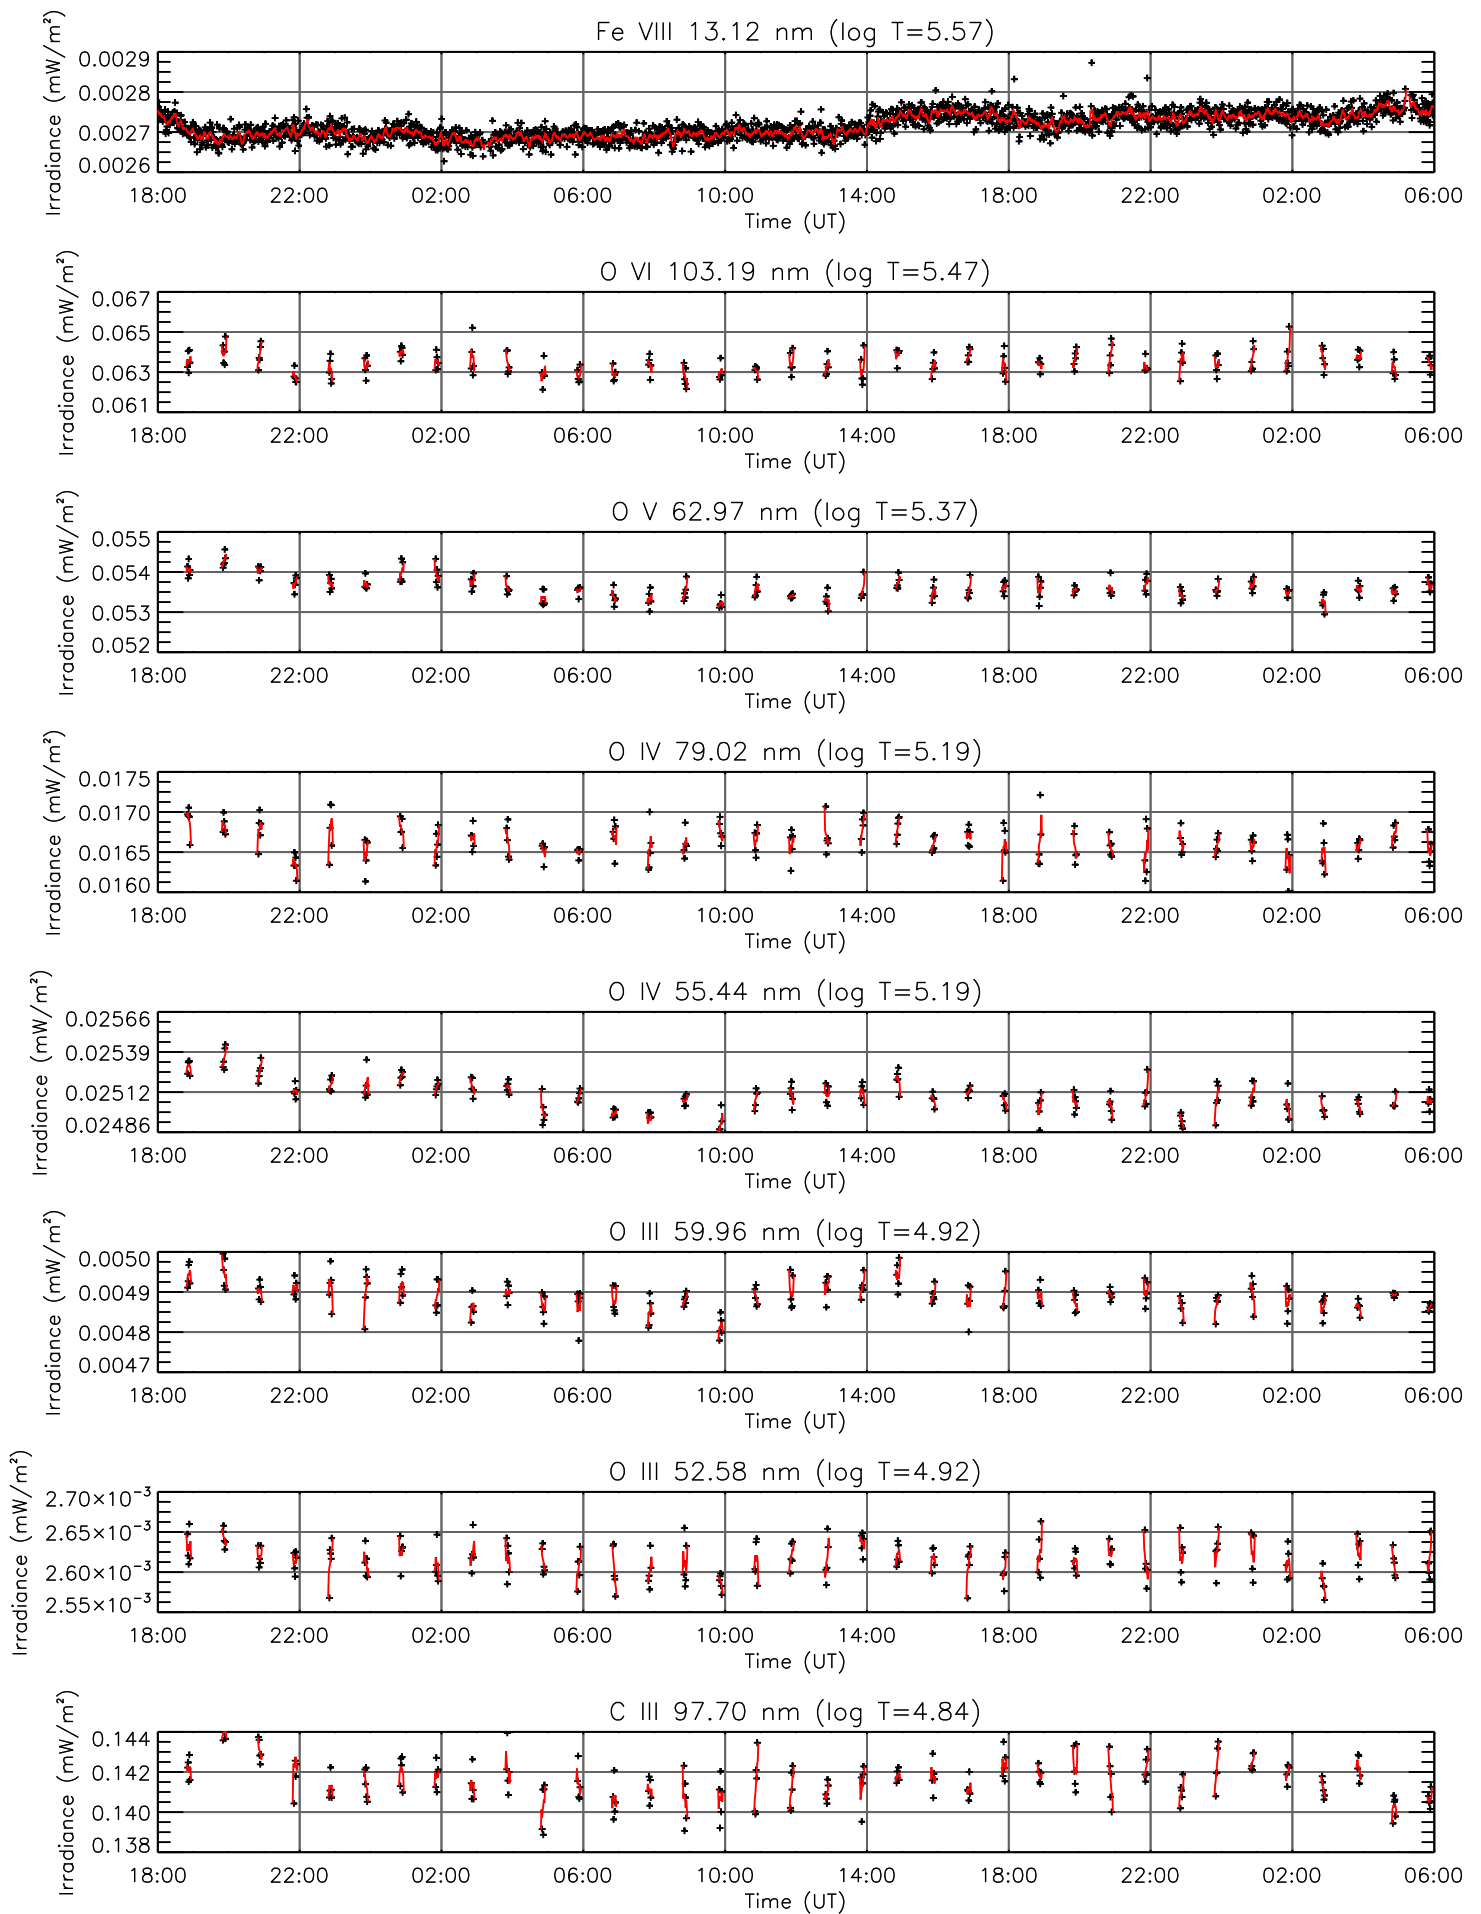 Fe VIII 13.12 nm (log T=5.57)
Irradiance (mW/m²)
0.0029
0.0028
0.0027
0.0026
18:00 22:00 02:00 06:00 10:00 14:00 18:00 22:00 02:00 06:00
Time (UT)
O VI 103.19 nm (log T=5.47)
Irradiance (mW/m²)
0.067
0.065
0.063
0.061
18:00 22:00 02:00 06:00 10:00 14:00 18:00 22:00 02:00 06:00
Time (UT)
O V 62.97 nm (log T=5.37)
Irradiance (mW/m²)
0.055
0.054
0.053
0.052
18:00 22:00 02:00 06:00 10:00 14:00 18:00 22:00 02:00 06:00
Time (UT)
O IV 79.02 nm (log T=5.19)
Irradiance (mW/m²)
0.0175
0.0170
0.0165
0.0160
18:00 22:00 02:00 06:00 10:00 14:00 18:00 22:00 02:00 06:00
Time (UT)
O IV 55.44 nm (log T=5.19)
Irradiance (mW/m²)
0.02566
0.02539
0.02512
0.02486
18:00 22:00 02:00 06:00 10:00 14:00 18:00 22:00 02:00 06:00
Time (UT)
O III 59.96 nm (log T=4.92)
Irradiance (mW/m²)
0.0050
0.0049
0.0048
0.0047
18:00 22:00 02:00 06:00 10:00 14:00 18:00 22:00 02:00 06:00
Time (UT)
O III 52.58 nm (log T=4.92)
Irradiance (mW/m²)
2.70×10⁻³
2.65×10⁻³
2.60×10⁻³
2.55×10⁻³
18:00 22:00 02:00 06:00 10:00 14:00 18:00 22:00 02:00 06:00
Time (UT)
C III 97.70 nm (log T=4.84)
Irradiance (mW/m²)
0.144
0.142
0.140
0.138
18:00 22:00 02:00 06:00 10:00 14:00 18:00 22:00 02:00 06:00
Time (UT)